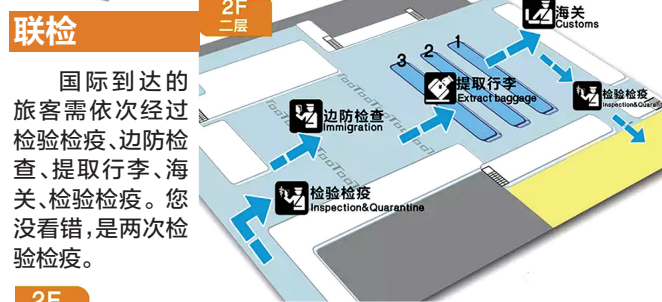 联检
国际到达的
旅客需依次经过
检验检疫、边防检
查、提取行李、海
关、检验检疫。您
没看错，是两次检
验检疫。
2F
2F
二层
海关
Customs
1
2
3
提取行李
Extract baggage
检验检疫
Inspection&Quaran
边防检查
Immigration
检验检疫
Inspection&Quarantine